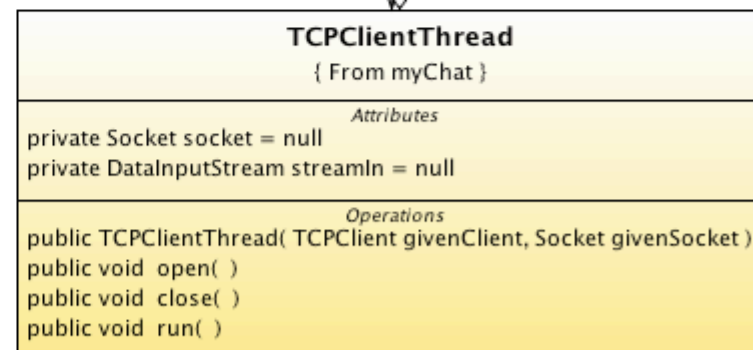 TCPClientThread
{ From myChat }
Attributes
private Socket socket = null
private DataInputStream streamIn = null
Operations
public TCPClientThread( TCPClient givenClient, Socket givenSocket )
public void  open( )
public void  close( )
public void  run( )